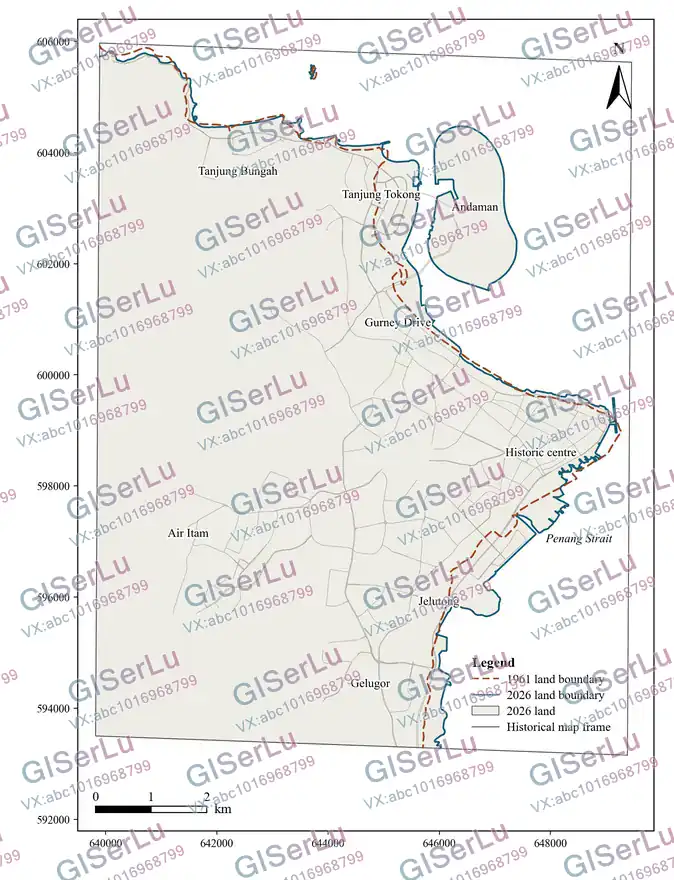 GISerLu
VX:abc1016968799
N
606000
604000
602000
600000
598000
596000
594000
592000
Tanjung Bungah
Tanjung Tokong
Andaman
Gurney Drive
Historic centre
Air Itam
Penang Strait
Jelutong
Gelugor
Legend
1961 land boundary
2026 land boundary
2026 land
Historical map frame
0 1 2
km
640000 642000 644000 646000 648000